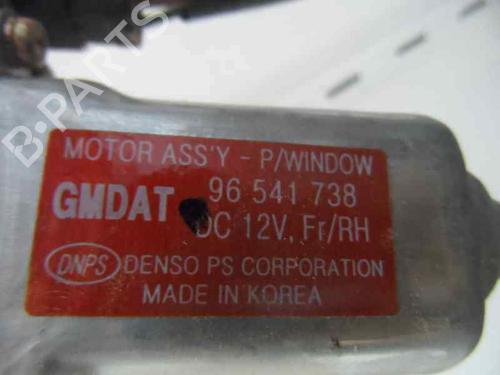 B-PARTS
MOTOR ASS'Y - P/WINDOW
GMDAT 96 541 738
DC 12V., Fr/RH
DNPS DENSO PS CORPORATION
MADE IN KOREA